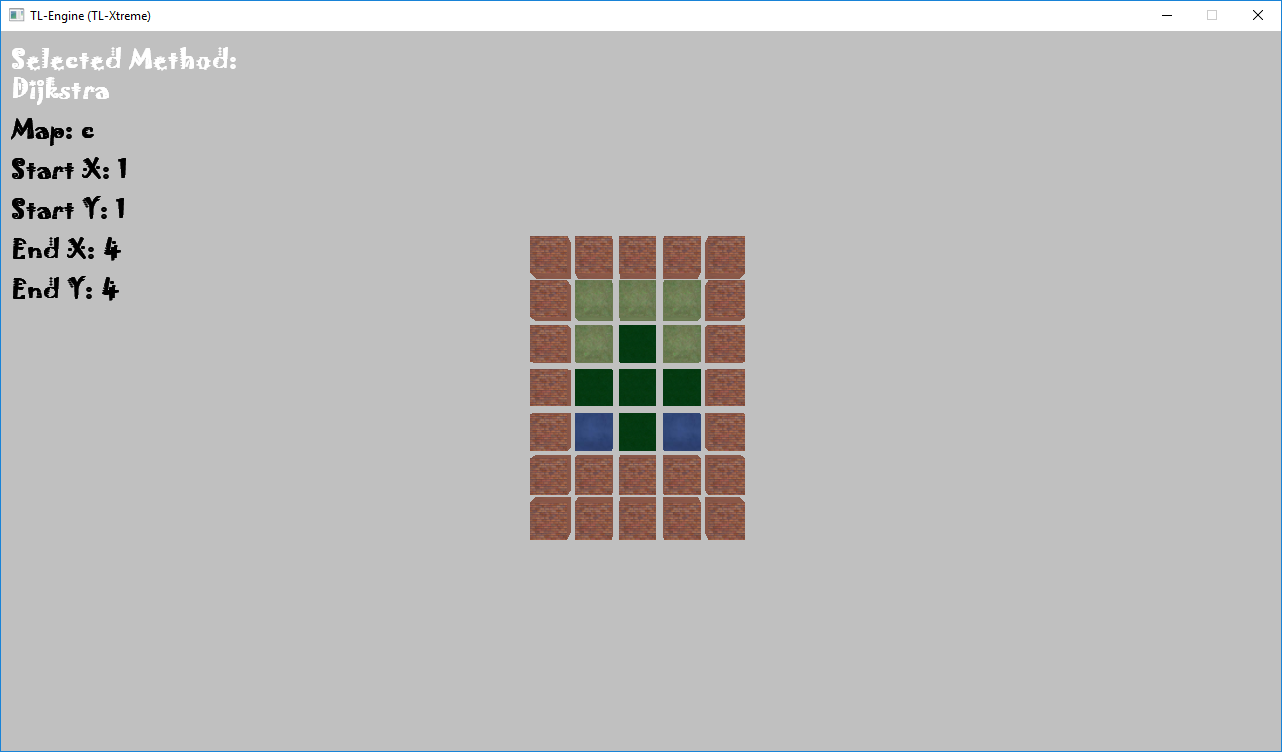 TL-Engine (TL-Xtreme)
Selected Method:
Dijkstra
Map: c
Start X: 1
Start Y: 1
End X: 4
End Y: 4